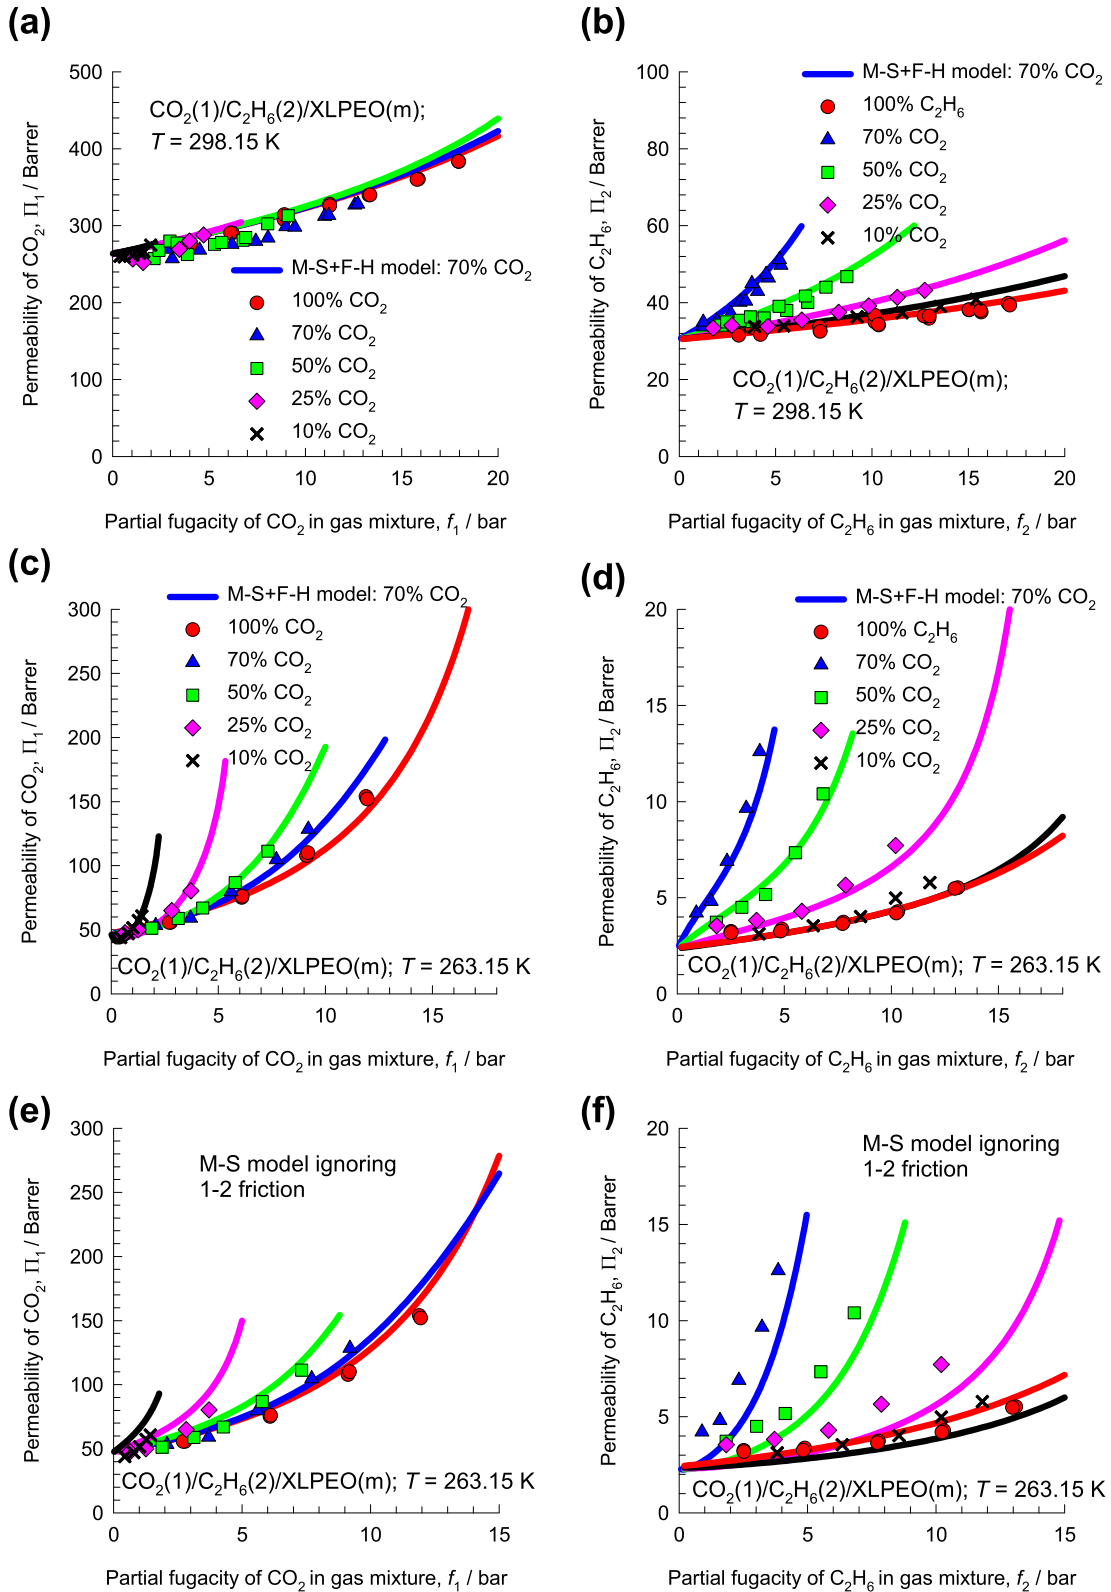 (a)
500
400
300
200
100
0
Permeability of CO₂, Π₁ / Barrer
CO₂(1)/C₂H₆(2)/XLPEO(m);
T = 298.15 K
M-S+F-H model: 70% CO₂
100% CO₂
70% CO₂
50% CO₂
25% CO₂
10% CO₂
0 5 10 15 20
Partial fugacity of CO₂ in gas mixture, f₁ / bar
(b)
100
80
60
40
20
0
Permeability of C₂H₆, Π₂ / Barrer
M-S+F-H model: 70% CO₂
100% C₂H₆
70% CO₂
50% CO₂
25% CO₂
10% CO₂
CO₂(1)/C₂H₆(2)/XLPEO(m);
T = 298.15 K
0 5 10 15 20
Partial fugacity of C₂H₆ in gas mixture, f₂ / bar
(c)
300
250
200
150
100
50
0
Permeability of CO₂, Π₁ / Barrer
M-S+F-H model: 70% CO₂
100% CO₂
70% CO₂
50% CO₂
25% CO₂
10% CO₂
CO₂(1)/C₂H₆(2)/XLPEO(m); T = 263.15 K
0 5 10 15
Partial fugacity of CO₂ in gas mixture, f₁ / bar
(d)
20
15
10
5
0
Permeability of C₂H₆, Π₂ / Barrer
M-S+F-H model: 70% CO₂
100% C₂H₆
70% CO₂
50% CO₂
25% CO₂
10% CO₂
CO₂(1)/C₂H₆(2)/XLPEO(m); T = 263.15 K
0 5 10 15
Partial fugacity of C₂H₆ in gas mixture, f₂ / bar
(e)
300
250
200
150
100
50
0
Permeability of CO₂, Π₁ / Barrer
M-S model ignoring
1-2 friction
CO₂(1)/C₂H₆(2)/XLPEO(m); T = 263.15 K
0 5 10 15
Partial fugacity of CO₂ in gas mixture, f₁ / bar
(f)
20
15
10
5
0
Permeability of C₂H₆, Π₂ / Barrer
M-S model ignoring
1-2 friction
CO₂(1)/C₂H₆(2)/XLPEO(m); T = 263.15 K
0 5 10 15
Partial fugacity of C₂H₆ in gas mixture, f₂ / bar